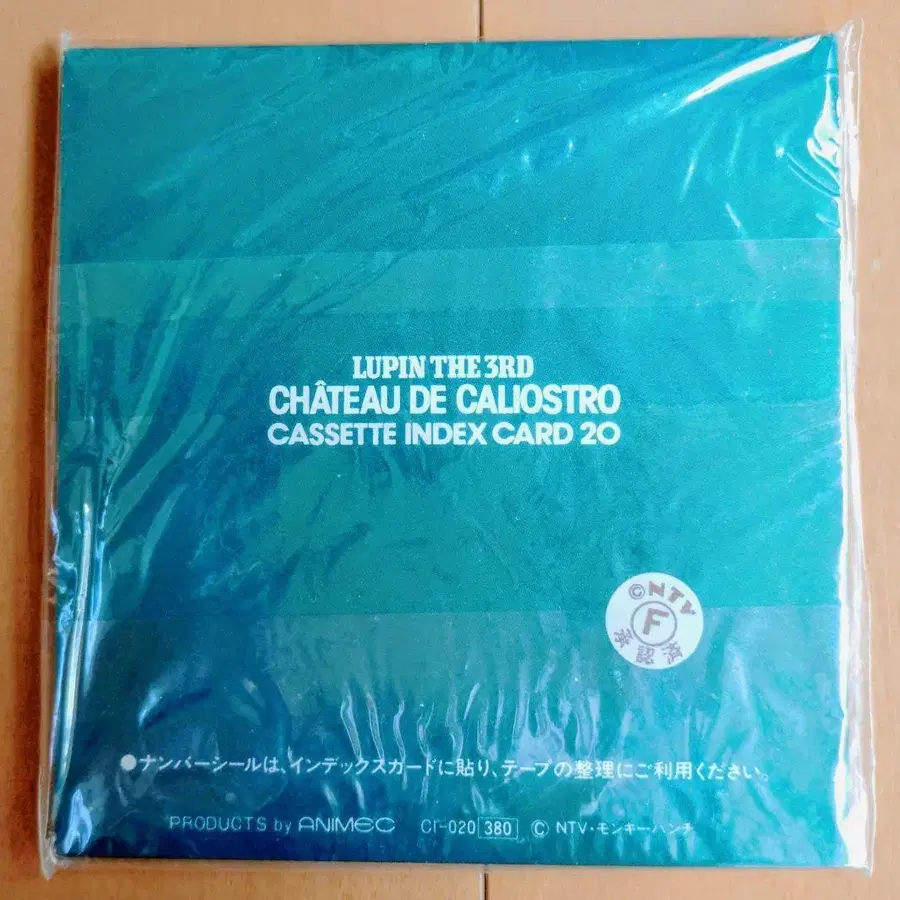 LUPIN THE 3RD
CHÂTEAU DE CALIOSTRO
CASSETTE INDEX CARD 20
©NTV
F
承認済
●ナンバーシールは、インデックスカードに貼り、テープの整理にご利用ください。
PRODUCTS by ANIMEC CI-020 380 © NTV・モンキーハンチ